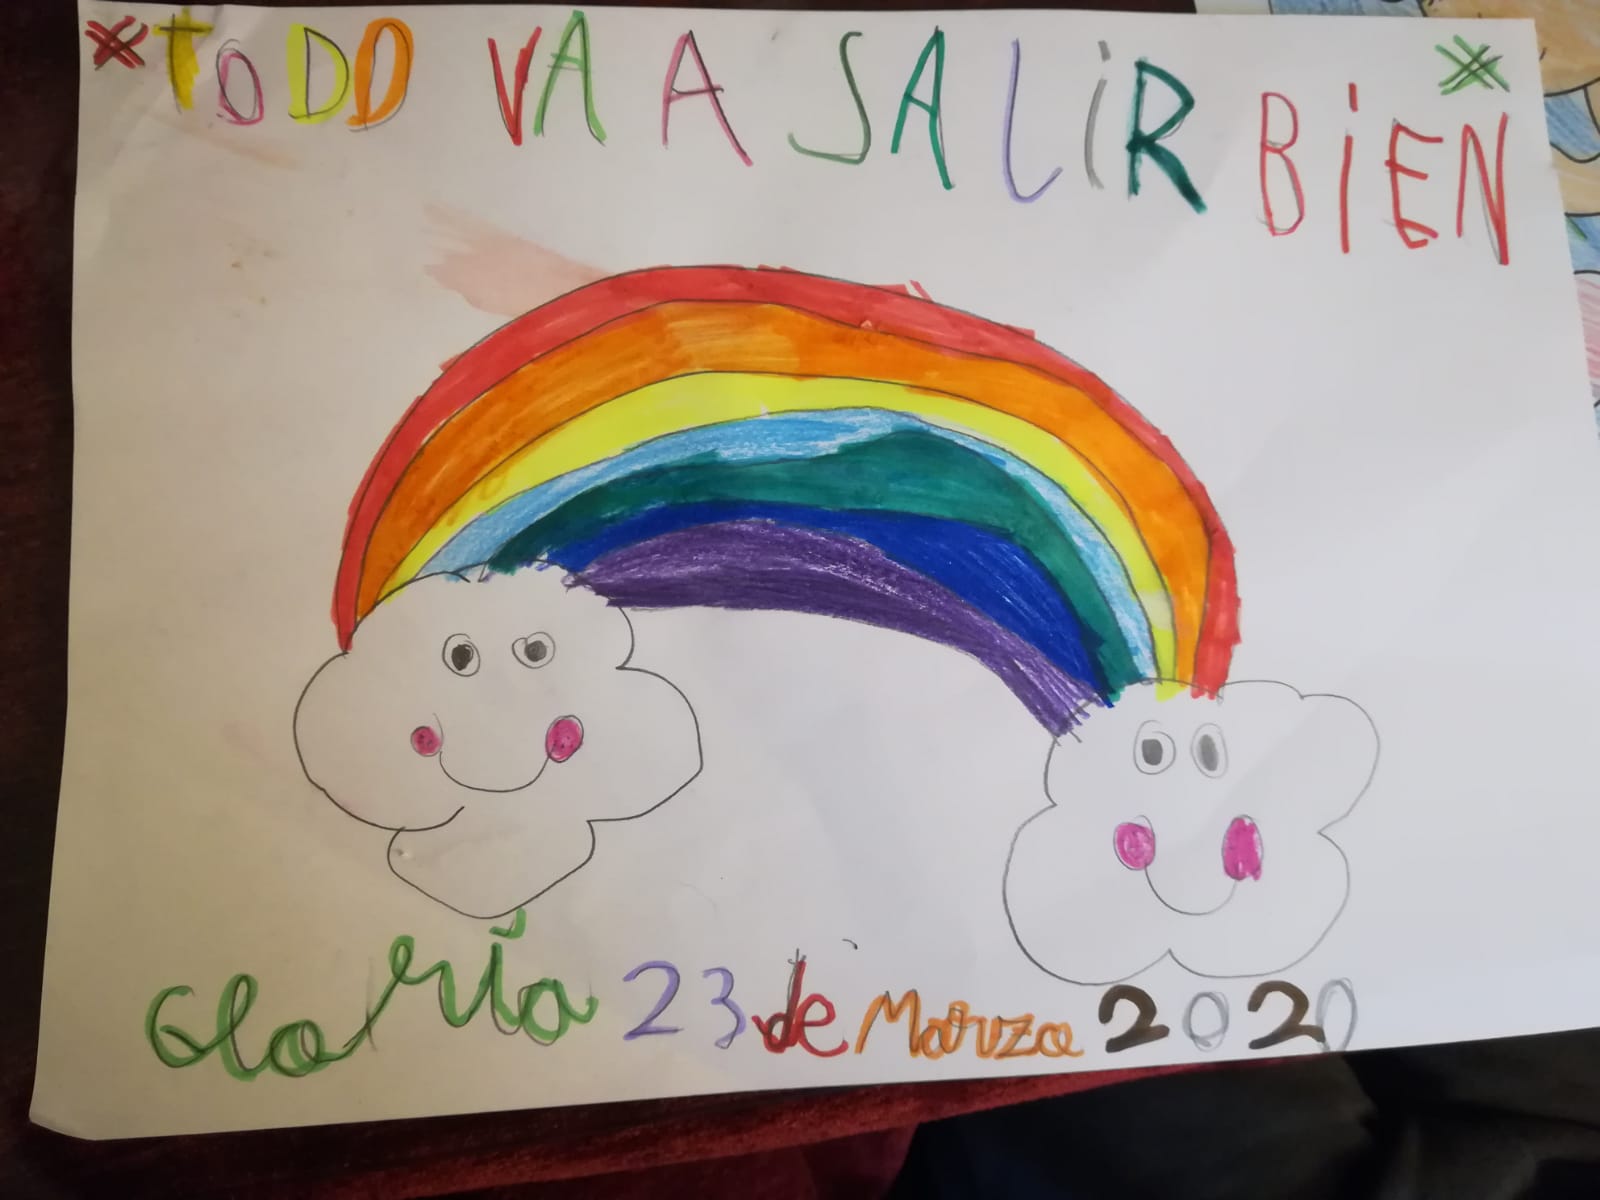 TODO VA A SALiR BiEN
Gloria 23 de Marzo 2020